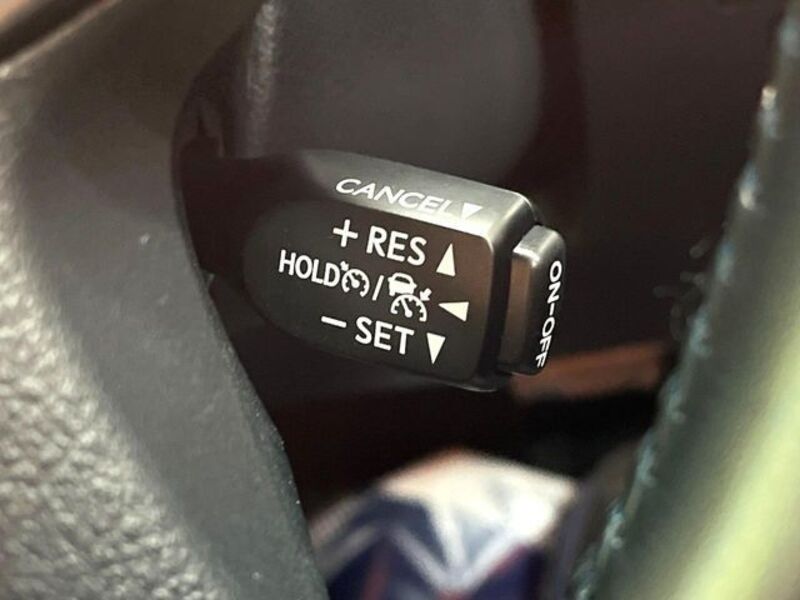 CANCEL▼
+ RES ▲
HOLD / ◀
− SET ▼
ON-OFF